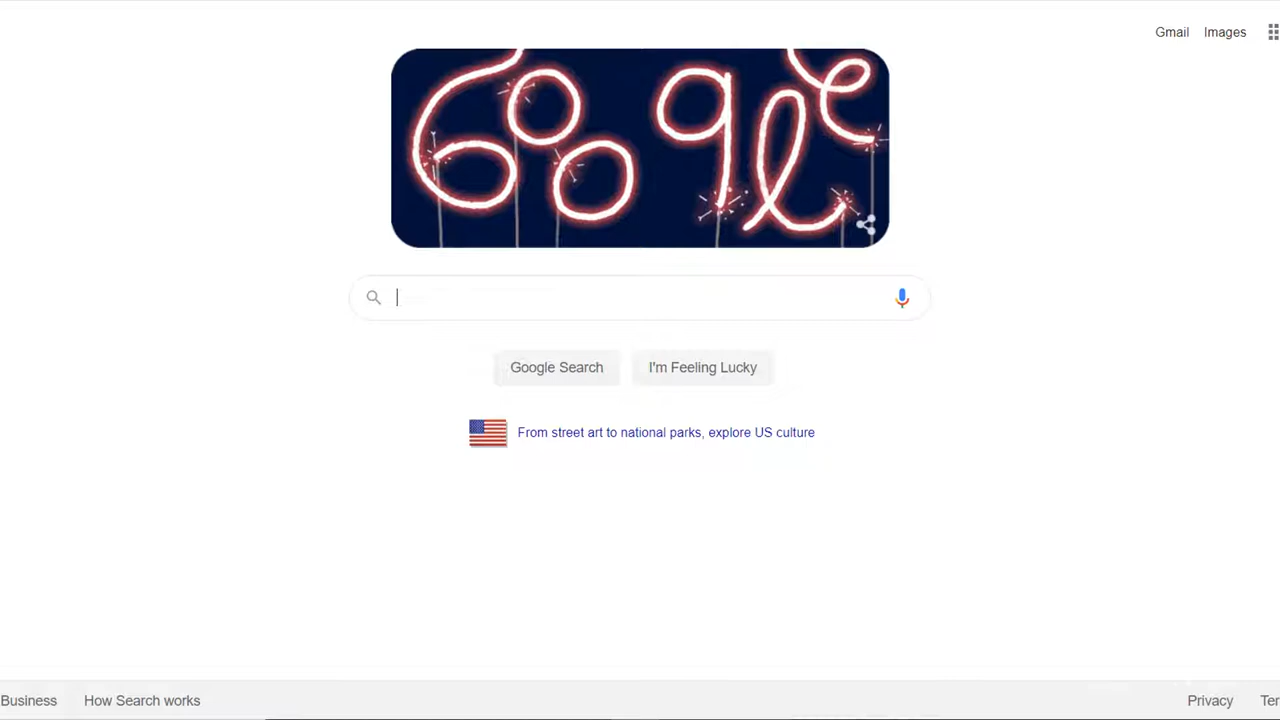 Gmail Images
Google
Google Search I'm Feeling Lucky
From street art to national parks, explore US culture
Business How Search works Privacy Ter